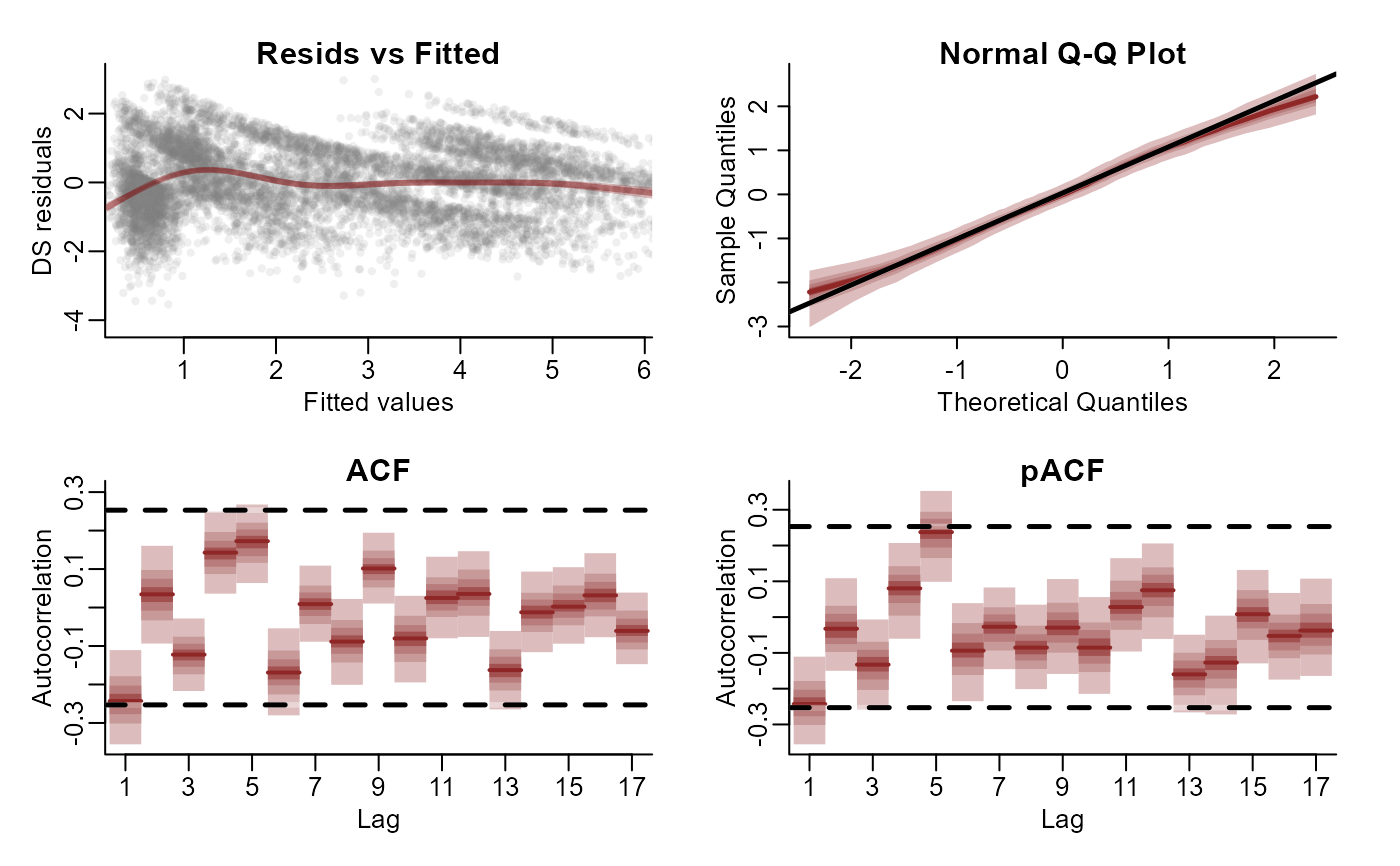 Resids vs Fitted
DS residuals
2
0
-2
-4
1 2 3 4 5 6
Fitted values
Normal Q-Q Plot
Sample Quantiles
2
1
0
-1
-3
-2 -1 0 1 2
Theoretical Quantiles
ACF
Autocorrelation
0.3
0.1
-0.1
-0.3
1 3 5 7 9 11 13 15 17
Lag
pACF
Autocorrelation
0.3
0.1
-0.1
-0.3
1 3 5 7 9 11 13 15 17
Lag